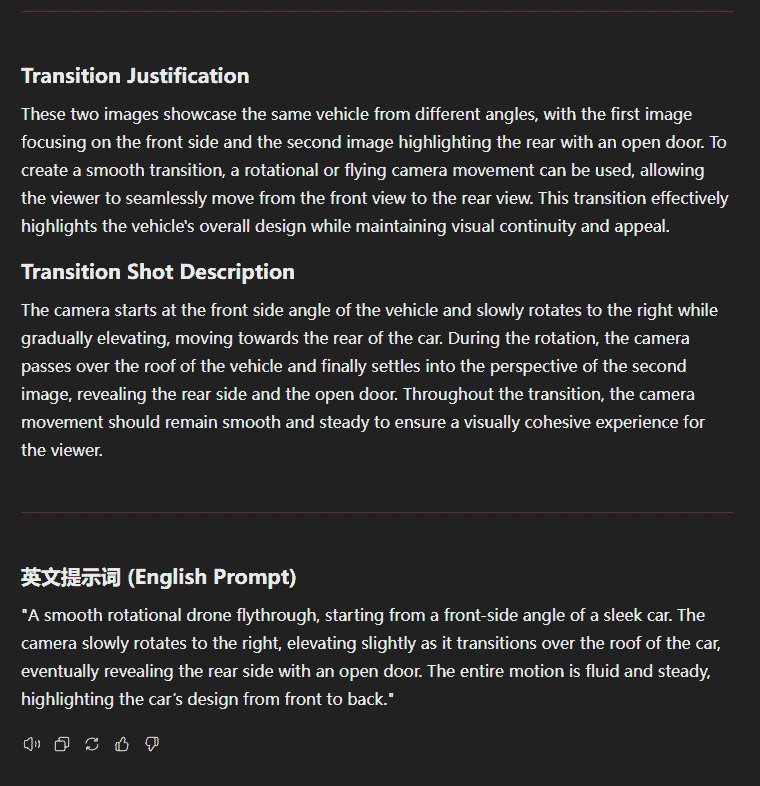 Transition Justification
These two images showcase the same vehicle from different angles, with the first image
focusing on the front side and the second image highlighting the rear with an open door. To
create a smooth transition, a rotational or flying camera movement can be used, allowing
the viewer to seamlessly move from the front view to the rear view. This transition effectively
highlights the vehicle's overall design while maintaining visual continuity and appeal.
Transition Shot Description
The camera starts at the front side angle of the vehicle and slowly rotates to the right while
gradually elevating, moving towards the rear of the car. During the rotation, the camera
passes over the roof of the vehicle and finally settles into the perspective of the second
image, revealing the rear side and the open door. Throughout the transition, the camera
movement should remain smooth and steady to ensure a visually cohesive experience for
the viewer.
英文提示词 (English Prompt)
"A smooth rotational drone flythrough, starting from a front-side angle of a sleek car. The
camera slowly rotates to the right, elevating slightly as it transitions over the roof of the car,
eventually revealing the rear side with an open door. The entire motion is fluid and steady,
highlighting the car’s design from front to back."